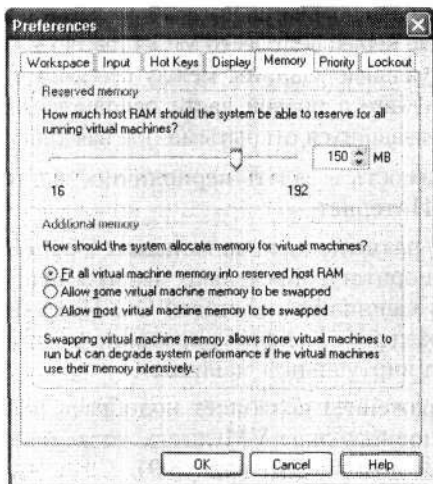 Preferences
Workspace Input Hot Keys Display Memory Priority Lockout
Reserved memory
How much host RAM should the system be able to reserve for all
running virtual machines?
150 MB
16 192
Additional memory
How should the system allocate memory for virtual machines?
Fit all virtual machine memory into reserved host RAM
Allow some virtual machine memory to be swapped
Allow most virtual machine memory to be swapped
Swapping virtual machine memory allows more virtual machines to
run but can degrade system performance if the virtual machines
use their memory intensively.
OK Cancel Help